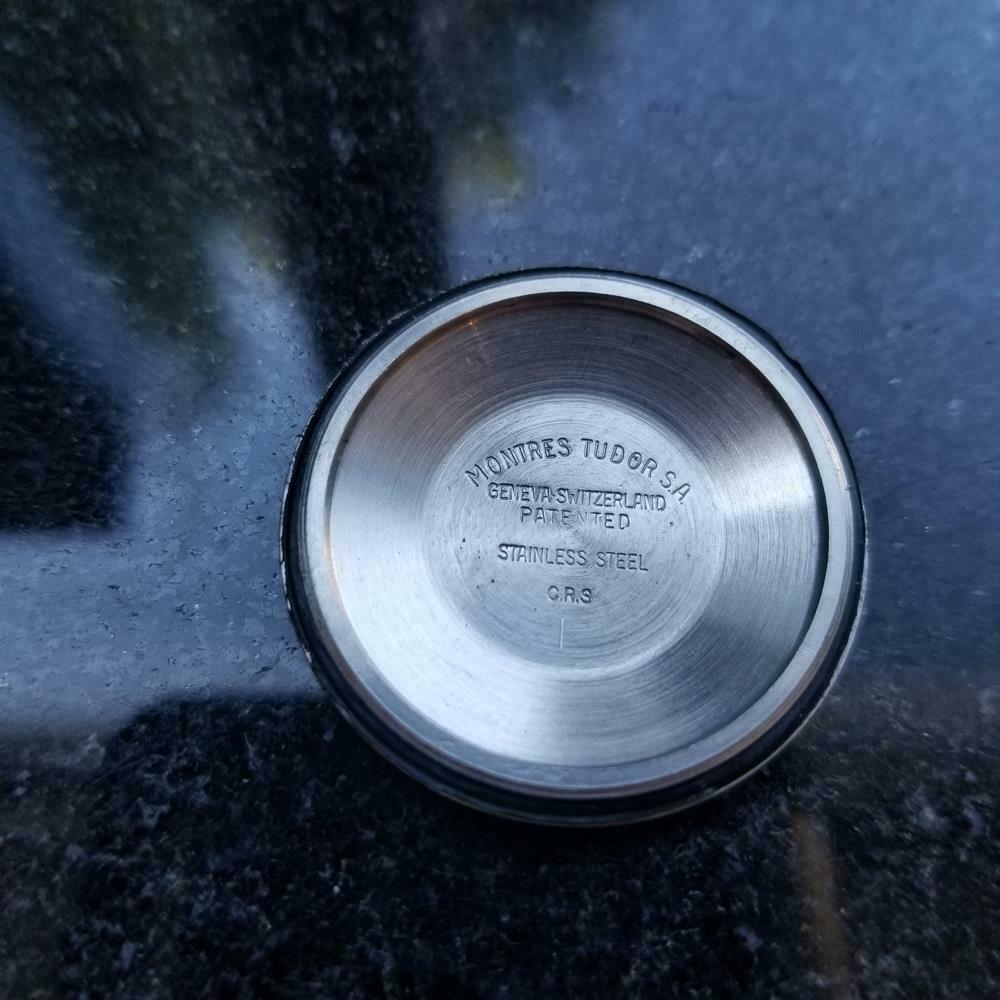 MONTRES TUDOR S.A.
GENEVA·SWITZERLAND
PATENTED
STAINLESS STEEL
C.R.S